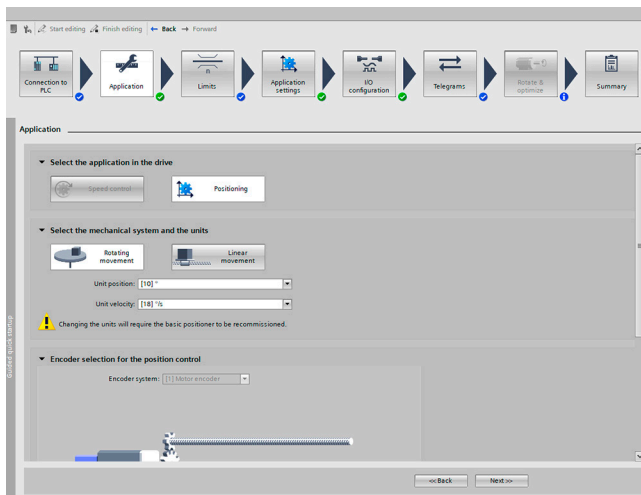 Start editing Finish editing Back Forward
n
Connection to
PLC
Application
Limits
Application
settings
I/O
configuration
Telegrams
Rotate &
optimize
Summary
Application
Select the application in the drive
Speed control
Positioning
Select the mechanical system and the units
Rotating
movement
Linear
movement
Unit position: [10] °
Unit velocity: [18] °/s
Changing the units will require the basic positioner to be recommissioned.
Guided quick startup
Encoder selection for the position control
Encoder system: [1] Motor encoder
<<Back Next >>